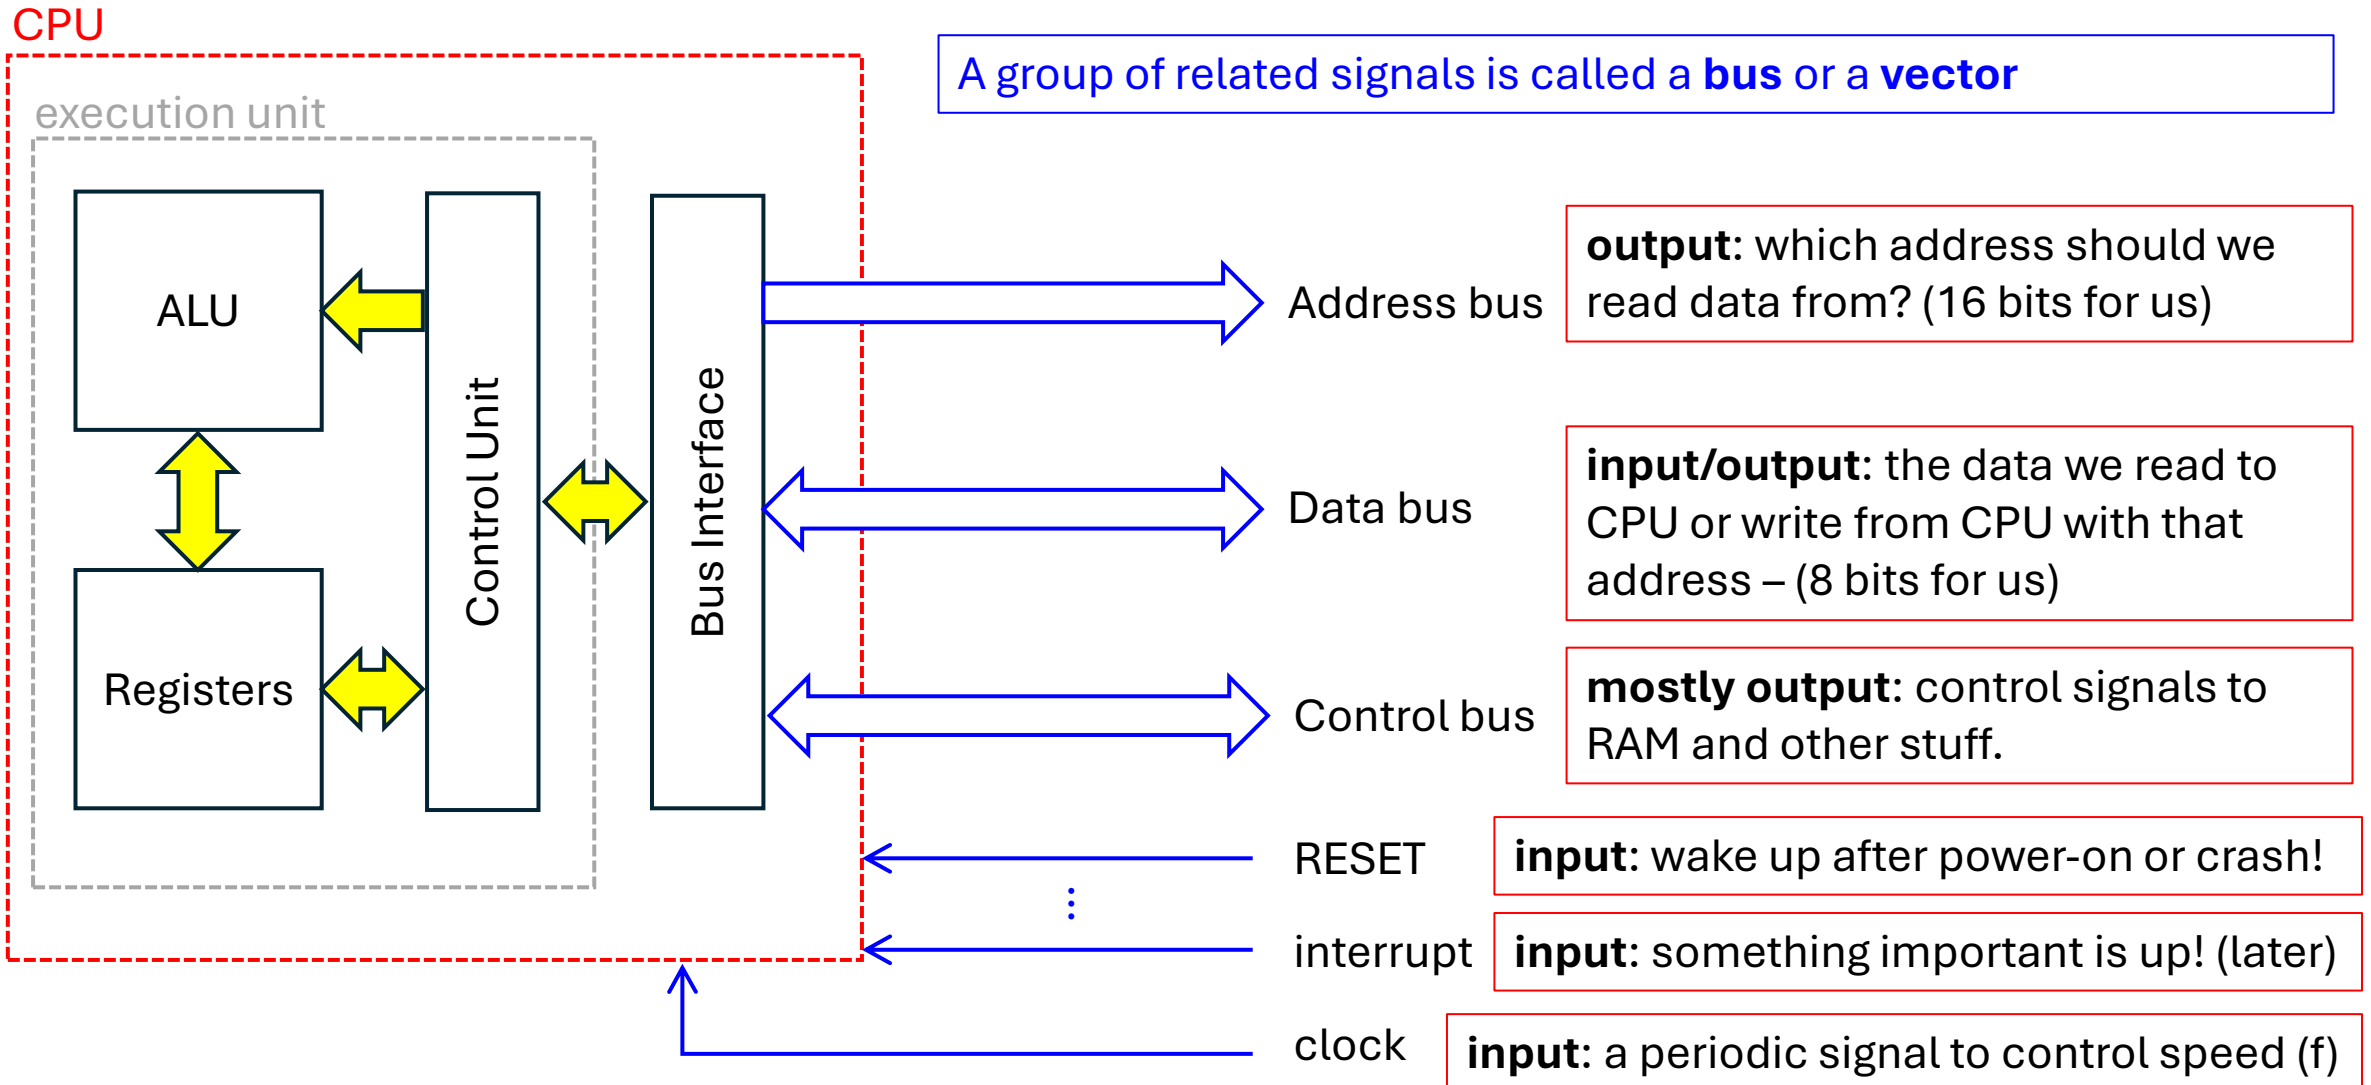 CPU
A group of related signals is called a bus or a vector
execution unit
ALU
Control Unit
Bus Interface
Registers
Address bus
output: which address should we
read data from? (16 bits for us)
Data bus
input/output: the data we read to
CPU or write from CPU with that
address – (8 bits for us)
Control bus
mostly output: control signals to
RAM and other stuff.
RESET
input: wake up after power-on or crash!
interrupt
input: something important is up! (later)
clock
input: a periodic signal to control speed (f)